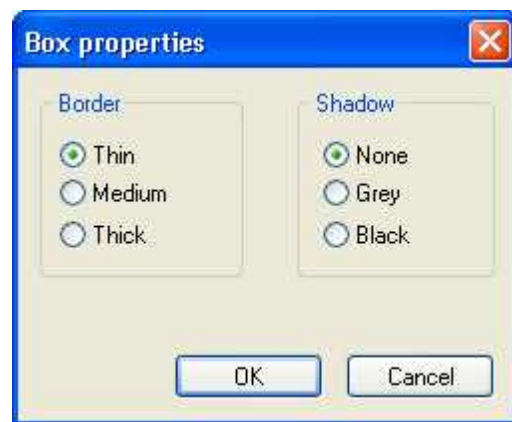 Box properties
Border
Thin
Medium
Thick
Shadow
None
Grey
Black
OK
Cancel